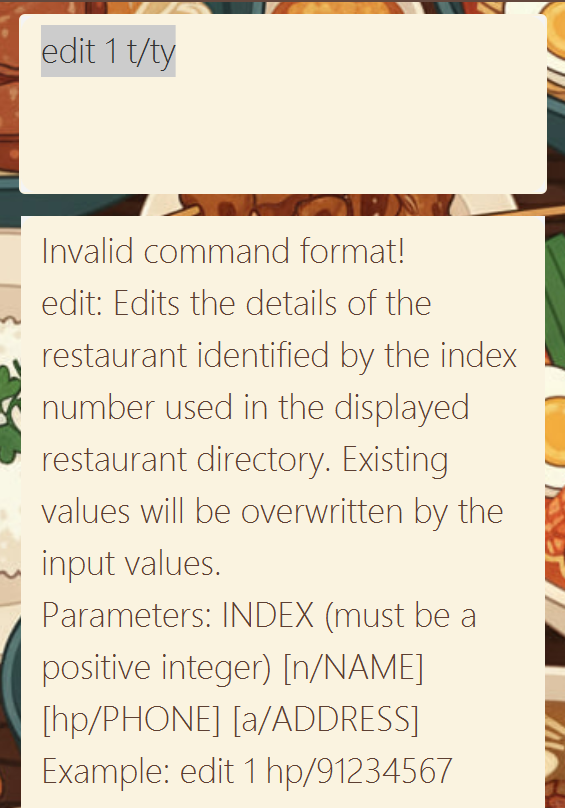 edit 1 t/ty
Invalid command format!
edit: Edits the details of the
restaurant identified by the index
number used in the displayed
restaurant directory. Existing
values will be overwritten by the
input values.
Parameters: INDEX (must be a
positive integer) [n/NAME]
[hp/PHONE] [a/ADDRESS]
Example: edit 1 hp/91234567